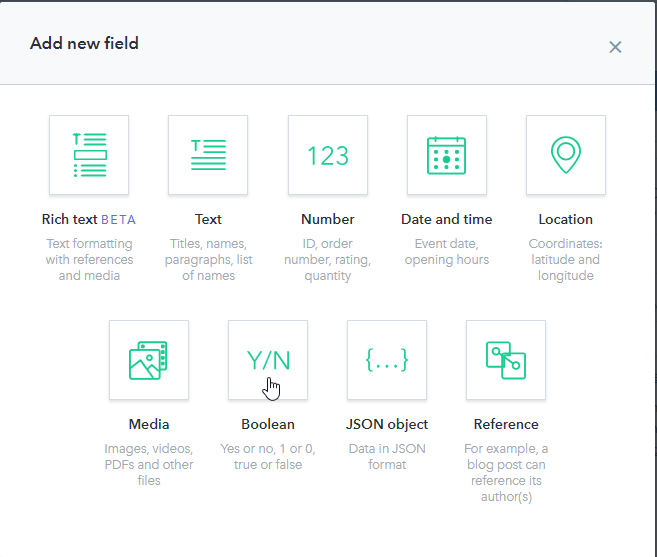 Add new field
123
Rich text BETA
Text
Number
Date and time
Location
Text formatting
with references
and media
Titles, names,
paragraphs, list
of names
ID, order
number, rating,
quantity
Event date,
opening hours
Coordinates:
latitude and
longitude
Y/N
{...}
Media
Boolean
JSON object
Reference
Images, videos,
PDFs and other
files
Yes or no, 1 or 0,
true or false
Data in JSON
format
For example, a
blog post can
reference its
author(s)